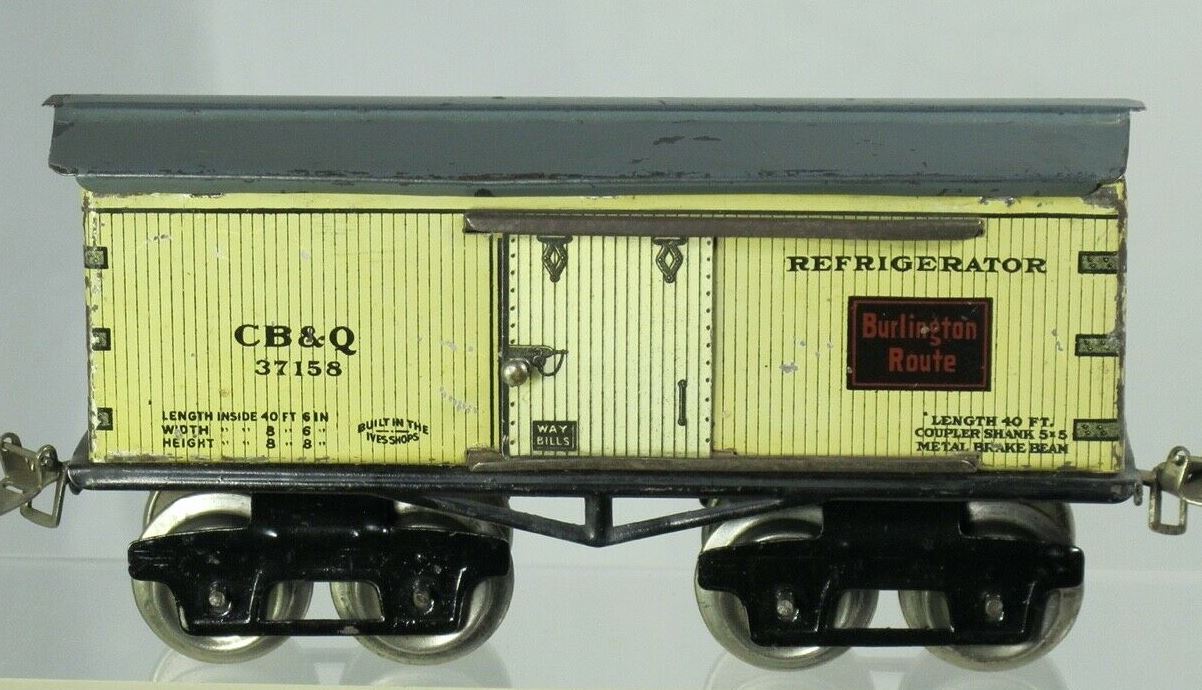 CB&Q
37158
LENGTH INSIDE 40 FT 6 IN
WIDTH " " 8 " 6 "
HEIGHT " " 8 " 8 "
BUILT IN THE
IVES SHOPS
WAY
BILLS
REFRIGERATOR
Burlington
Route
LENGTH 40 FT.
COUPLER SHANK 5x5
METAL BRAKE BEAM